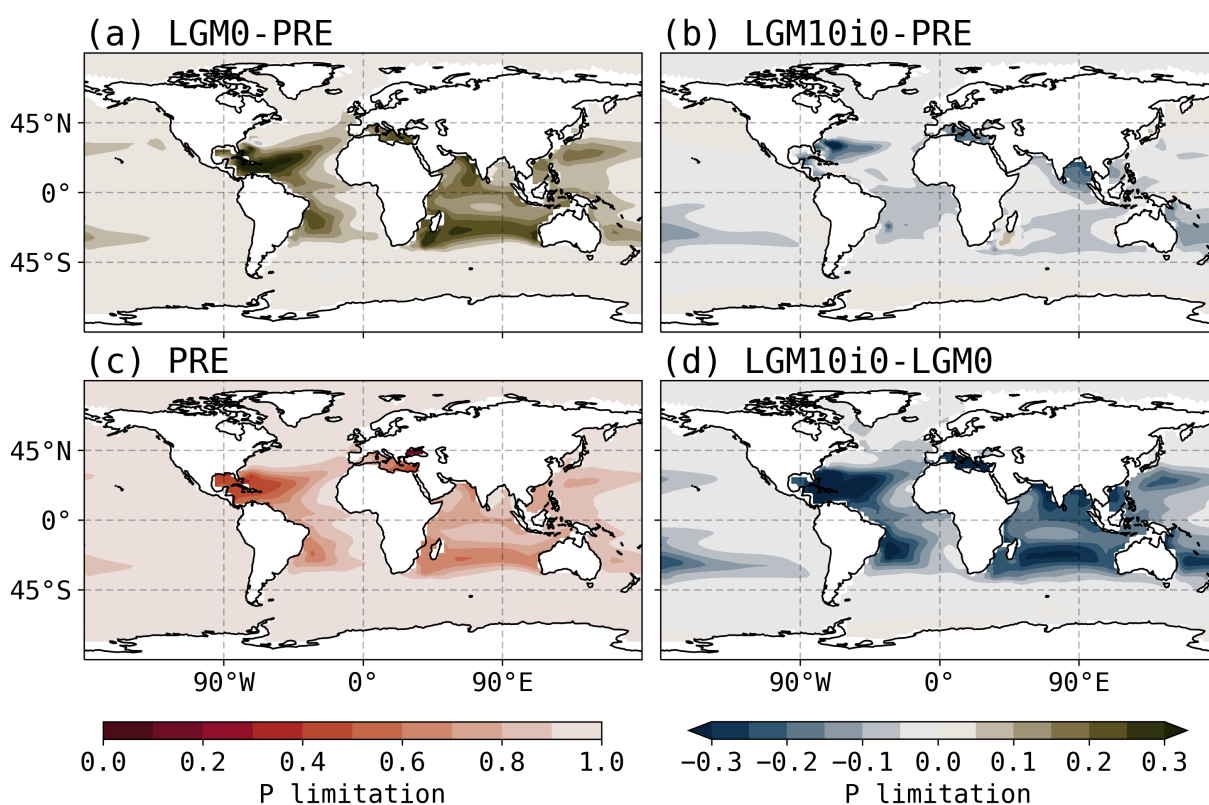 (a) LGM0-PRE
(b) LGM10i0-PRE
45°N
0°
45°S
(c) PRE
(d) LGM10i0-LGM0
45°N
0°
45°S
90°W 0° 90°E
90°W 0° 90°E
0.0 0.2 0.4 0.6 0.8 1.0
P limitation
−0.3 −0.2 −0.1 0.0 0.1 0.2 0.3
P limitation